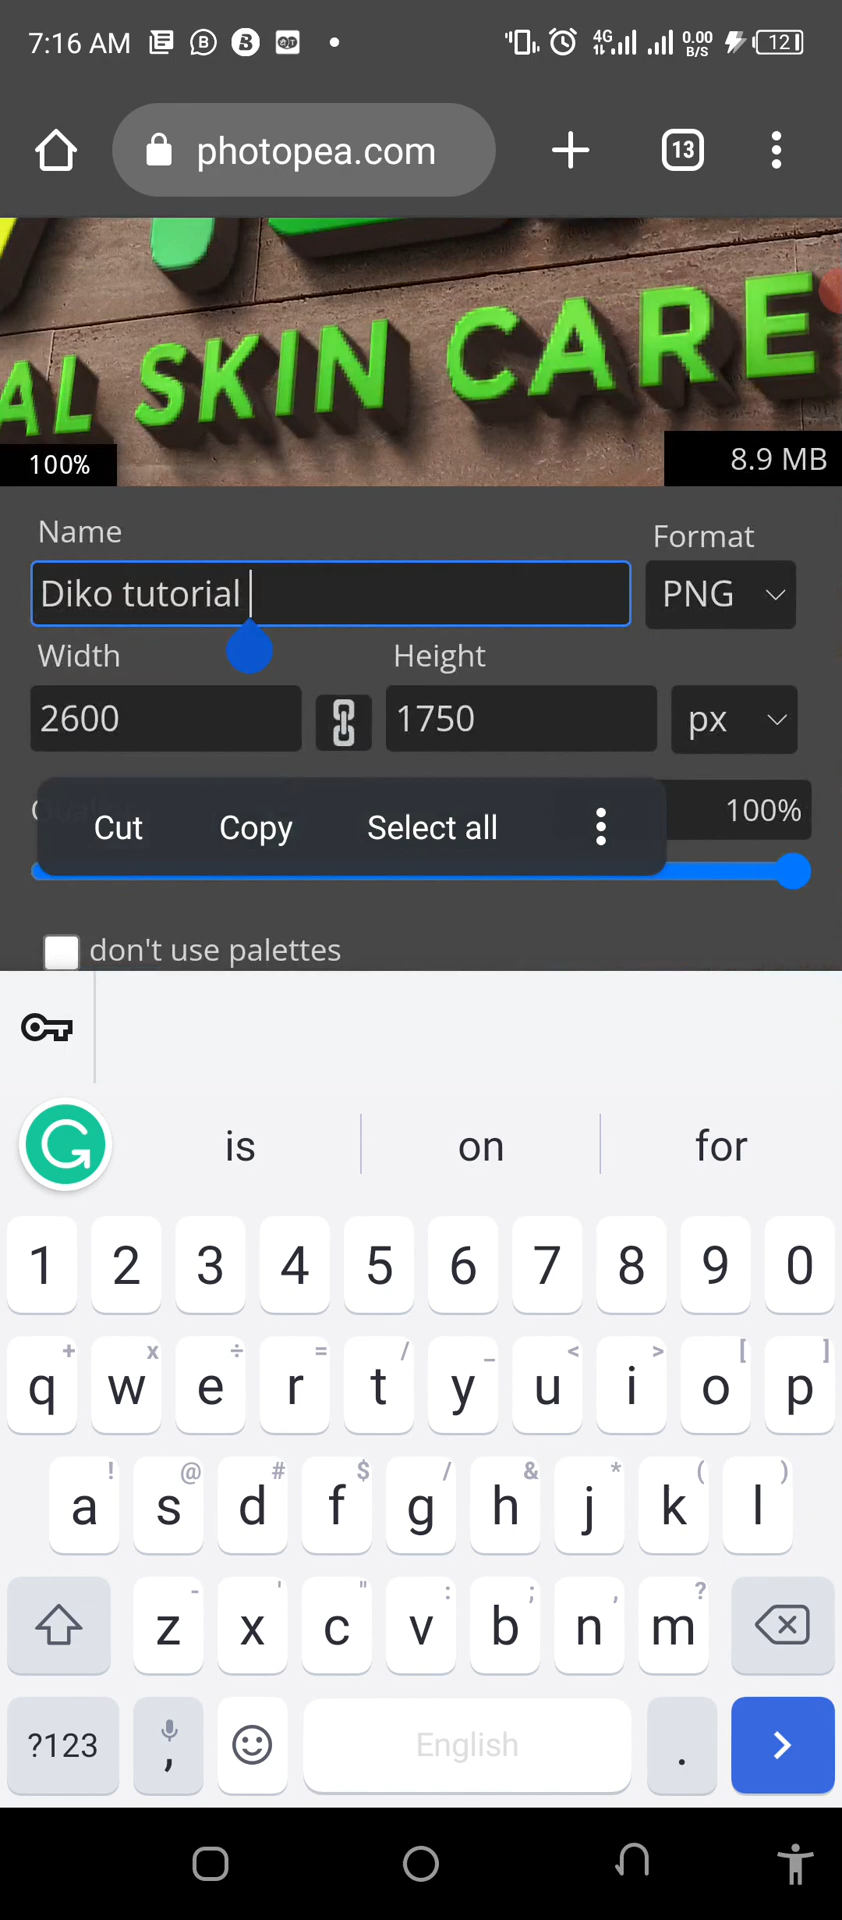 7:16 AM 4G 0.00 B/S 12
photopea.com 13
AL SKIN CARE
100% 8.9 MB
Name Format
Diko tutorial PNG
Width Height
2600 1750 px
Cut Copy Select all 100%
don't use palettes
is on for
1 2 3 4 5 6 7 8 9 0
+ x ÷ = / _ < > [ ]
q w e r t y u i o p
! @ # $ / & * ( )
a s d f g h j k l
- ' " : ; , ?
z x c v b n m
?123 , English .